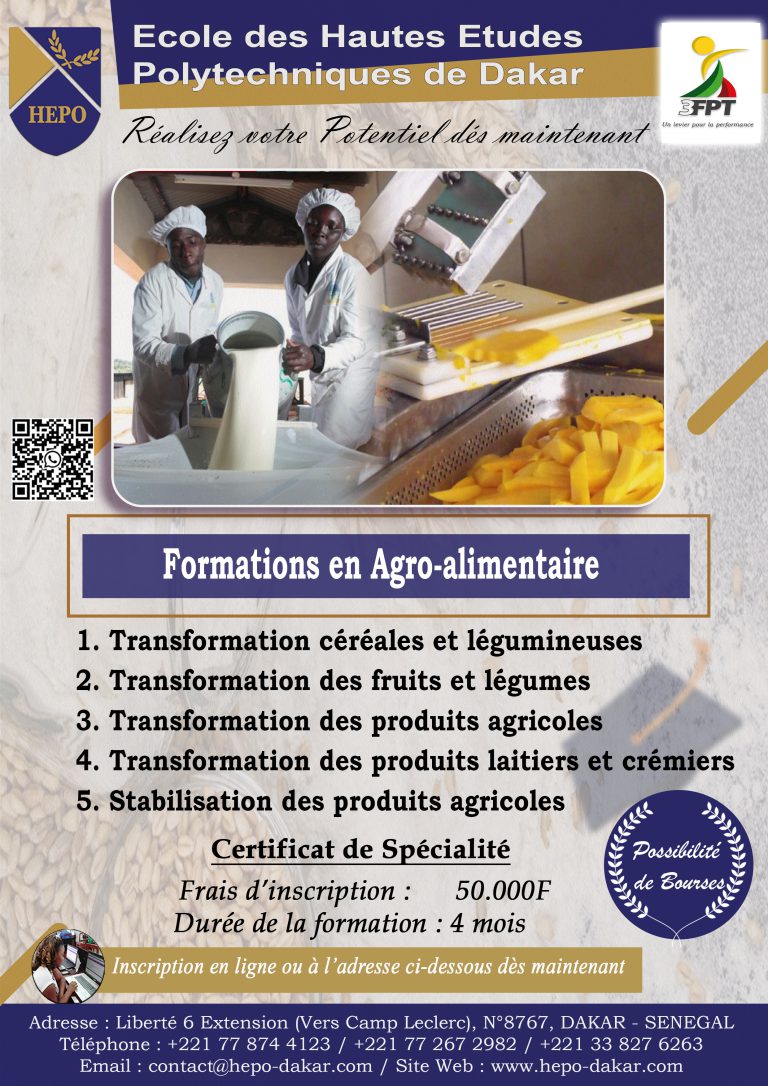 Ecole des Hautes Etudes
Polytechniques de Dakar
HEPO
3FPT
Un levier pour la performance
Réalisez votre Potentiel dés maintenant
Formations en Agro-alimentaire
1. Transformation céréales et légumineuses
2. Transformation des fruits et légumes
3. Transformation des produits agricoles
4. Transformation des produits laitiers et crémiers
5. Stabilisation des produits agricoles
Certificat de Spécialité
Frais d'inscription : 50.000F
Durée de la formation : 4 mois
Possibilité
de Bourses
Inscription en ligne ou à l'adresse ci-dessous dès maintenant
Adresse : Liberté 6 Extension (Vers Camp Leclerc), N°8767, DAKAR - SENEGAL
Téléphone : +221 77 874 4123 / +221 77 267 2982 / +221 33 827 6263
Email : contact@hepo-dakar.com / Site Web : www.hepo-dakar.com